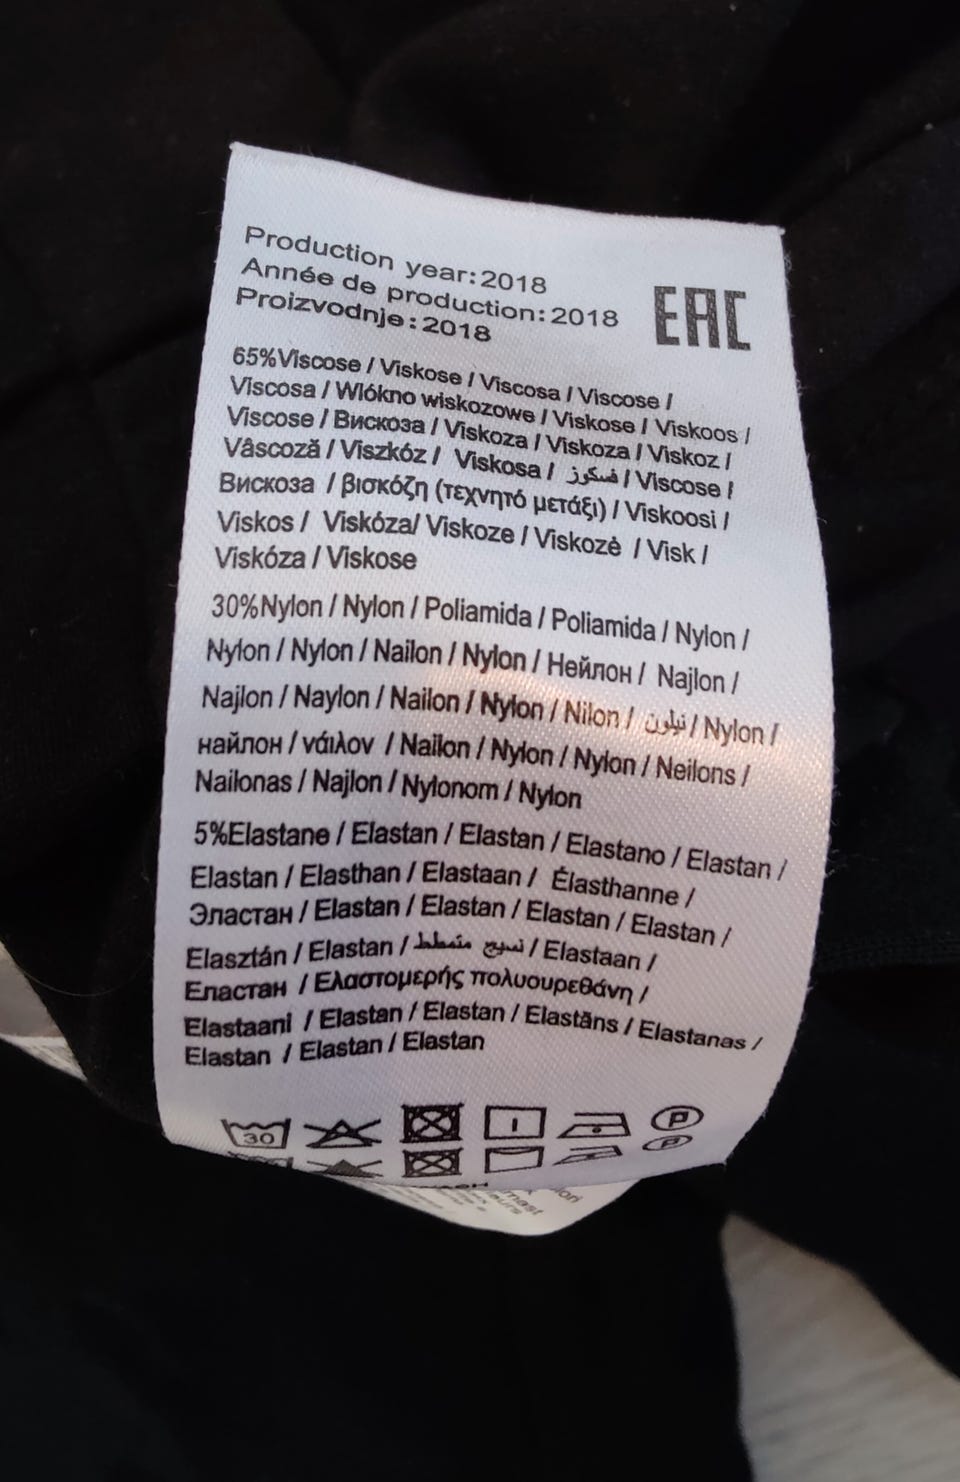 Production year:2018
Année de production:2018
Proizvodnje:2018
EAC
65%Viscose / Viskose / Viscosa / Viscose /
Viscosa / Wlókno wiskozowe / Viskose / Viskoos /
Viscose / Вискоза / Viskoza / Viskoza / Viskoz /
Vâscoză / Viszkóz / Viskosa / فسكوز / Viscose /
Вискоза / βισκόζη (τεχνητό μετάξι) / Viskoosi /
Viskos / Viskóza/ Viskoze / Viskozė / Visk /
Viskóza / Viskose
30%Nylon / Nylon / Poliamida / Poliamida / Nylon /
Nylon / Nylon / Nailon / Nylon / Нейлон / Najlon /
Najlon / Naylon / Nailon / Nylon / Nilon / نيلون / Nylon /
найлон / νάιλον / Nailon / Nylon / Nylon / Neilons /
Nailonas / Najlon / Nylonom / Nylon
5%Elastane / Elastan / Elastan / Elastano / Elastan /
Elastan / Elasthan / Elastaan / Élasthanne /
Эластан / Elastan / Elastan / Elastan / Elastan /
Elasztán / Elastan / نسيج متمطط / Elastaan /
Еластан / Ελαστομερής πολυουρεθάνη /
Elastaani / Elastan / Elastan / Elastāns / Elastanas /
Elastan / Elastan / Elastan
30 P
P